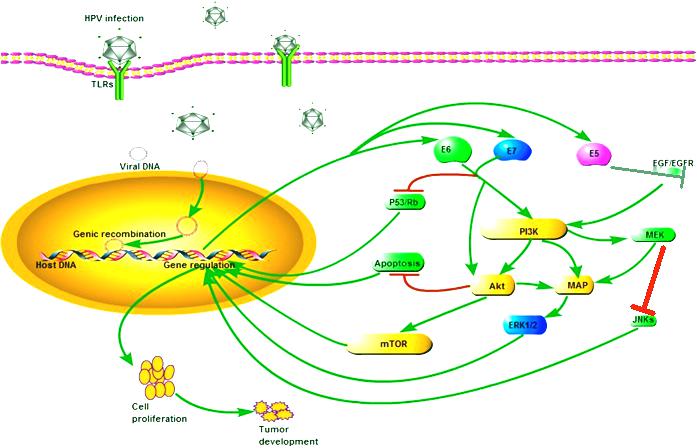 HPV infection
TLRs
Viral DNA
E6
E7
E5
EGF/EGFR
P53/Rb
Genic recombination
PI3K
MEK
Host DNA
Gene regulation
Apoptosis
Akt
MAP
ERK1/2
JNKs
mTOR
Cell
proliferation
Tumor
development